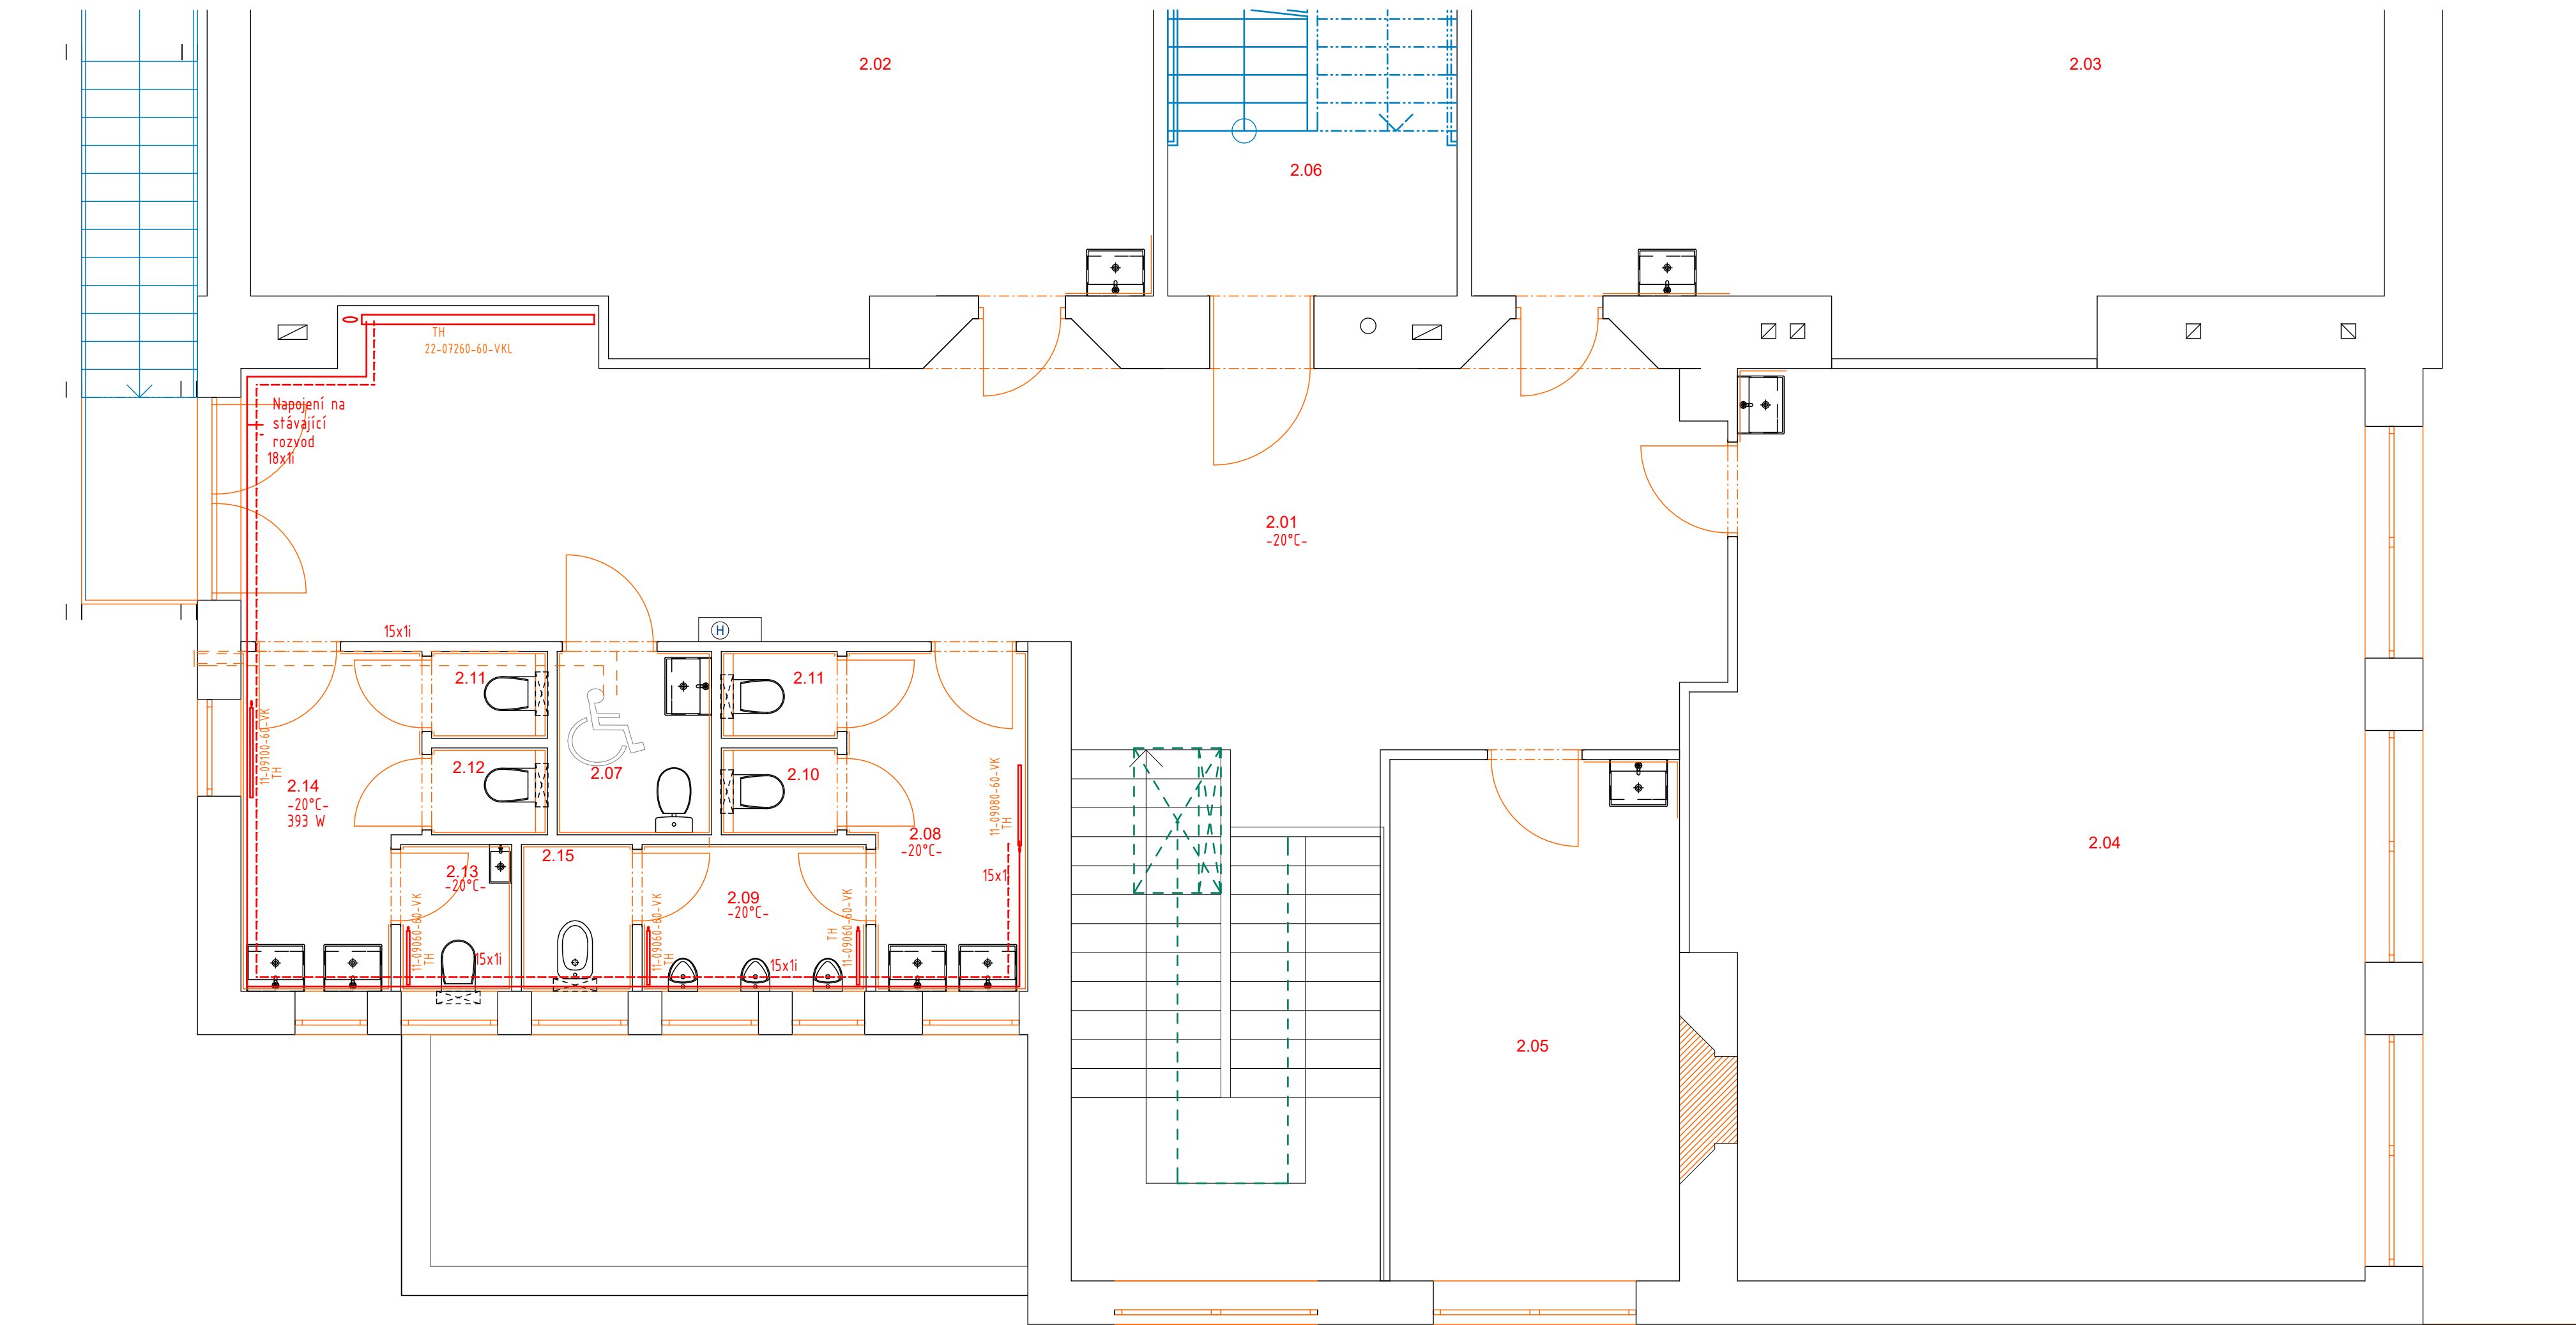 2.02
2.03
2.06
TH
22-07260-60-VKL
Napojení na
stávající
rozvod
18x1i
2.01
-20°C-
15x1i
H
2.11
2.11
11-09100-60-VK
TH
2.12
2.07
2.10
2.14
-20°C-
393 W
11-09080-60-VK
TH
2.08
-20°C-
2.04
2.15
2.13
-20°C-
15x1i
2.09
-20°C-
11-09060-60-VK
TH
11-09060-60-VK
TH
TH
11-09060-60-VK
15x1i
15x1i
2.05